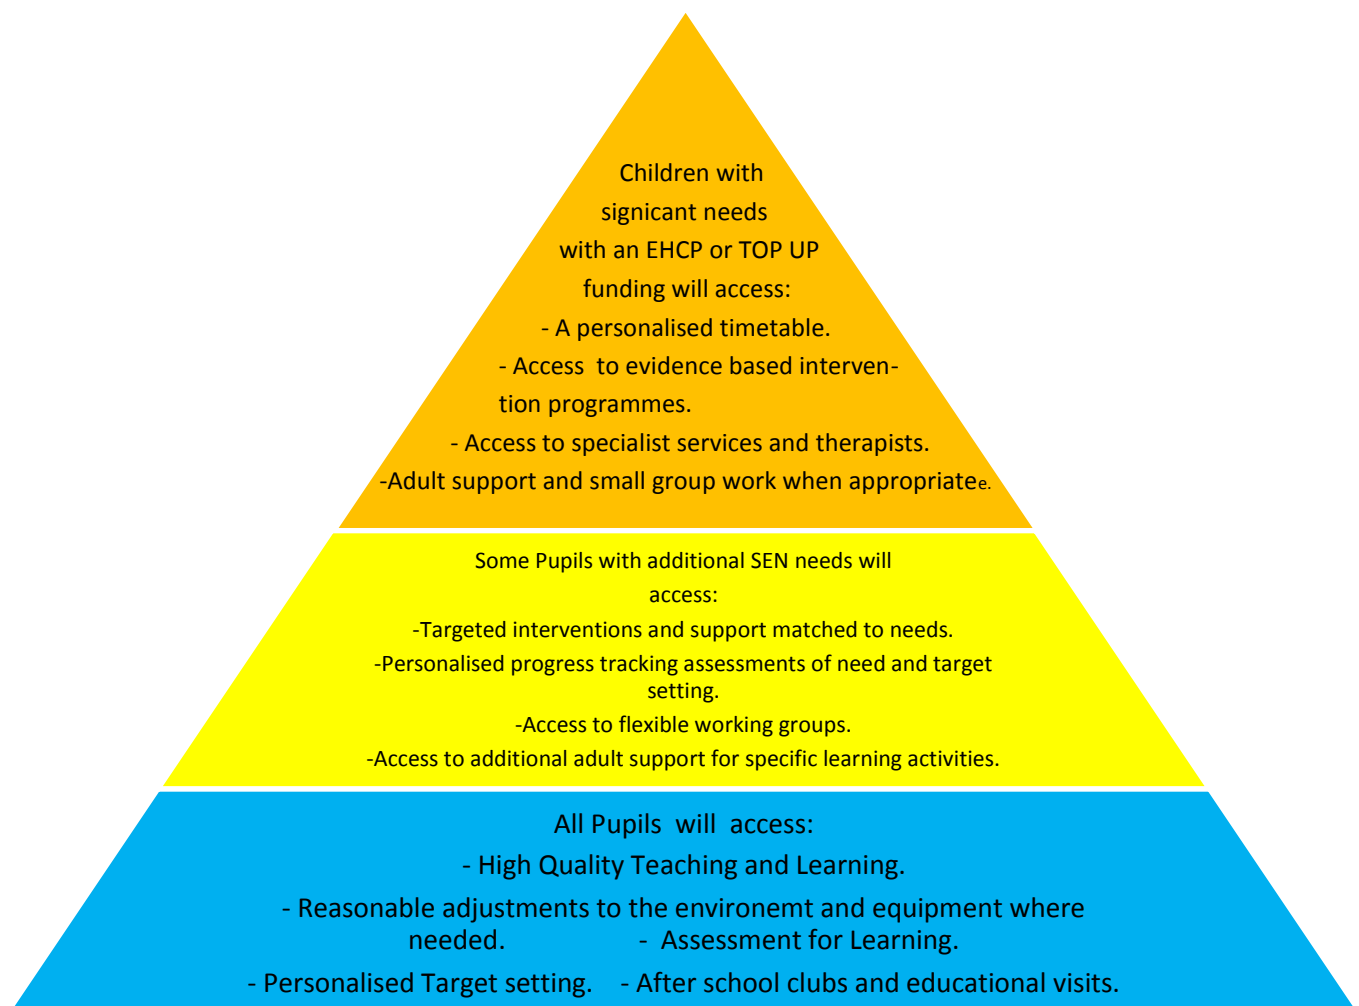 Children with
signicant needs
with an EHCP or TOP UP
funding will access:
- A personalised timetable.
- Access  to evidence based interven-
tion programmes.
- Access to specialist services and therapists.
-Adult support and small group work when appropriatee.
Some Pupils with additional SEN needs will
access:
-Targeted interventions and support matched to needs.
-Personalised progress tracking assessments of need and target
setting.
-Access to flexible working groups.
-Access to additional adult support for specific learning activities.
All Pupils  will  access:
- High Quality Teaching and Learning.
- Reasonable adjustments to the environemt and equipment where
needed.   -  Assessment for Learning.
- Personalised Target setting.   - After school clubs and educational visits.